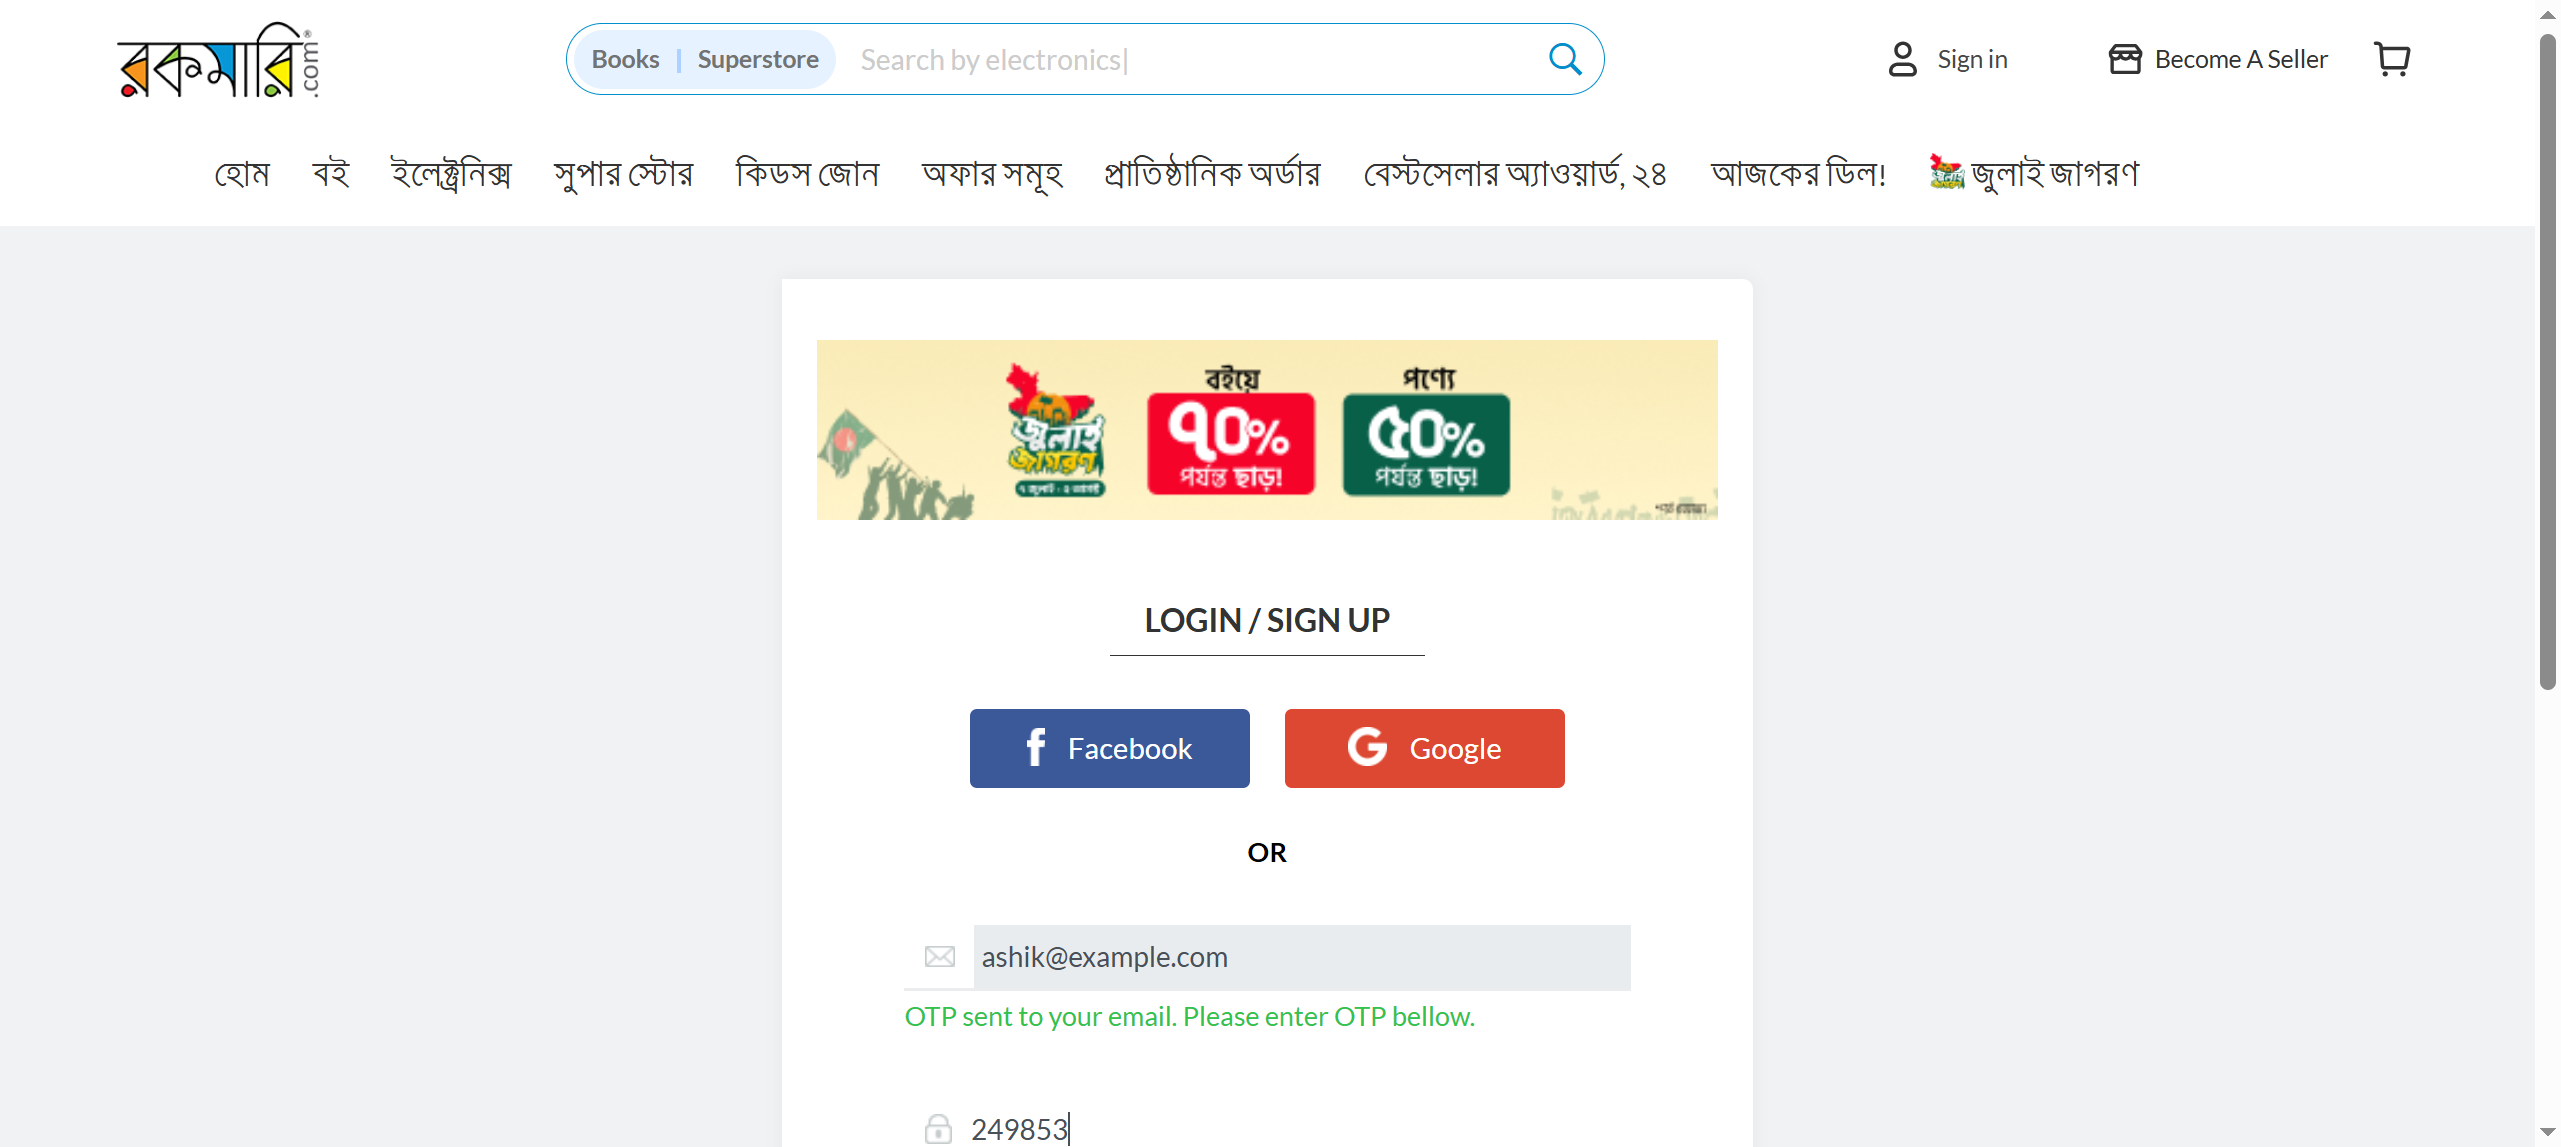 রকমারি.com
Books | Superstore
Search by electronics
Sign in
Become A Seller
হোম
বই
ইলেক্ট্রনিক্স
সুপার স্টোর
কিডস জোন
অফার সমূহ
প্রাতিষ্ঠানিক অর্ডার
বেস্টসেলার অ্যাওয়ার্ড, ২৪
আজকের ডিল!
জুলাই জাগরণ
জুলাই
জাগরণ
বইয়ে
৭০%
পর্যন্ত ছাড়!
পণ্যে
৫০%
পর্যন্ত ছাড়!
LOGIN / SIGN UP
Facebook
Google
OR
ashik@example.com
OTP sent to your email. Please enter OTP bellow.
249853